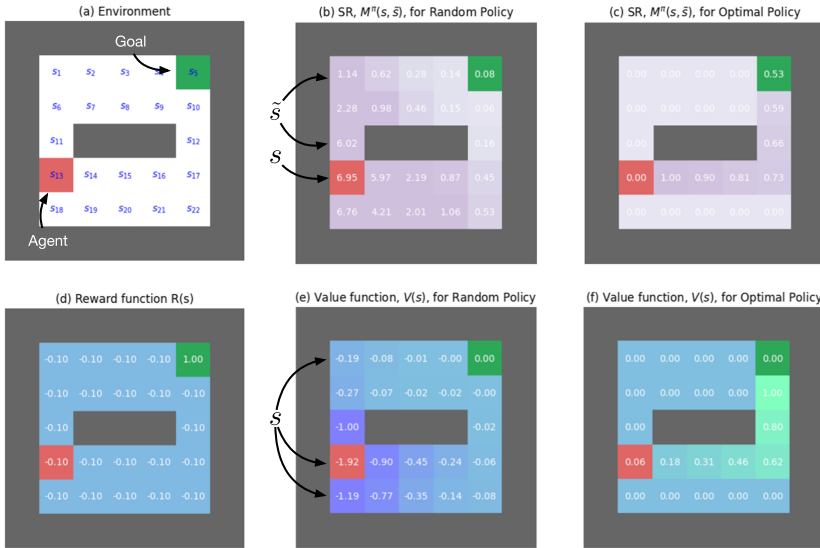 (a) Environment
Goal
s1 s2 s3 s5
s6 s7 s8 s9 s10
s11 s12
s13 s14 s15 s16 s17
s18 s19 s20 s21 s22
Agent
(b) SR, Mπ(s, s̃), for Random Policy
1.14 0.62 0.28 0.14 0.08
2.28 0.98 0.46 0.15 0.06
6.02 0.16
6.95 5.97 2.19 0.87 0.45
6.76 4.21 2.01 1.06 0.53
s̃
s
(c) SR, Mπ(s, s̃), for Optimal Policy
0.00 0.00 0.00 0.00 0.53
0.00 0.00 0.00 0.00 0.59
0.00 0.66
0.00 1.00 0.90 0.81 0.73
0.00 0.00 0.00 0.00 0.00
(d) Reward function R(s)
-0.10 -0.10 -0.10 -0.10 1.00
-0.10 -0.10 -0.10 -0.10 -0.10
-0.10 -0.10
-0.10 -0.10 -0.10 -0.10 -0.10
-0.10 -0.10 -0.10 -0.10 -0.10
(e) Value function, V(s), for Random Policy
-0.19 -0.08 -0.01 -0.00 0.00
-0.27 -0.07 -0.02 -0.02 -0.00
-1.00 -0.02
-1.92 -0.90 -0.45 -0.24 -0.06
-1.19 -0.77 -0.35 -0.14 -0.08
s
(f) Value function, V(s), for Optimal Policy
0.00 0.00 0.00 0.00 0.00
0.00 0.00 0.00 0.00 1.00
0.00 0.80
0.06 0.18 0.31 0.46 0.62
0.00 0.00 0.00 0.00 0.00